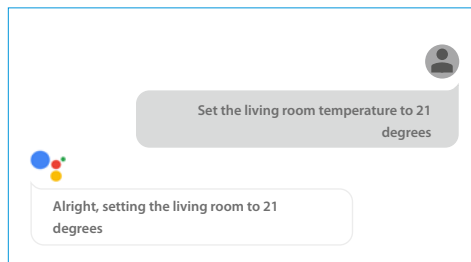 Set the living room temperature to 21
degrees
Alright, setting the living room to 21
degrees